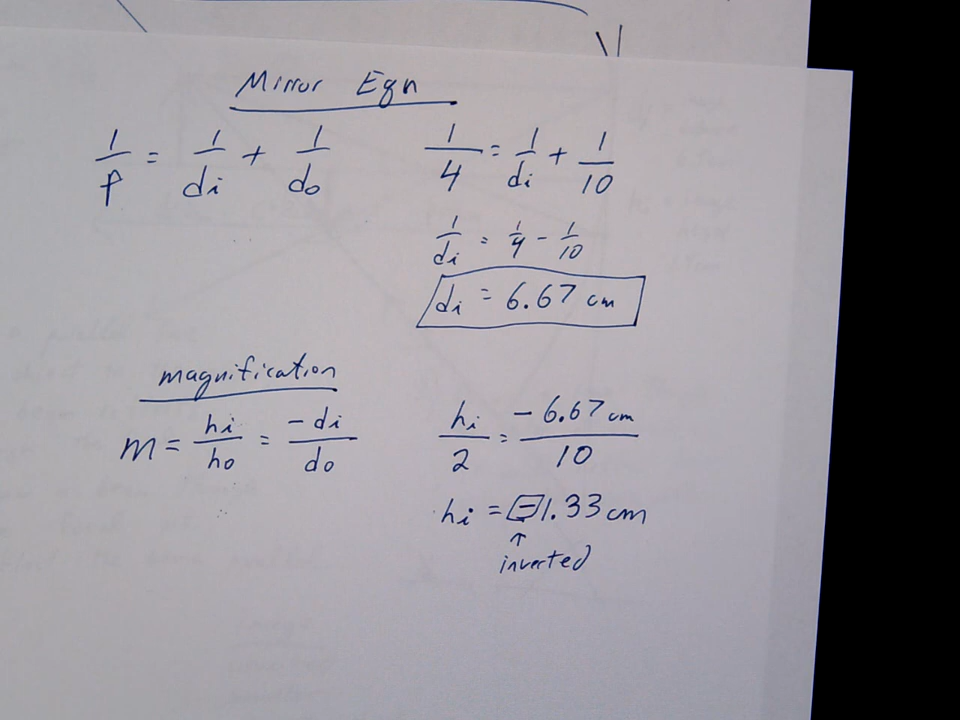 Mirror Eqn
1/f = 1/di + 1/do
1/4 = 1/di + 1/10
1/di = 1/4 - 1/10
di = 6.67 cm
magnification
m = hi/ho = -di/do
hi/2 = -6.67 cm/10
hi = -1.33 cm
↑
inverted